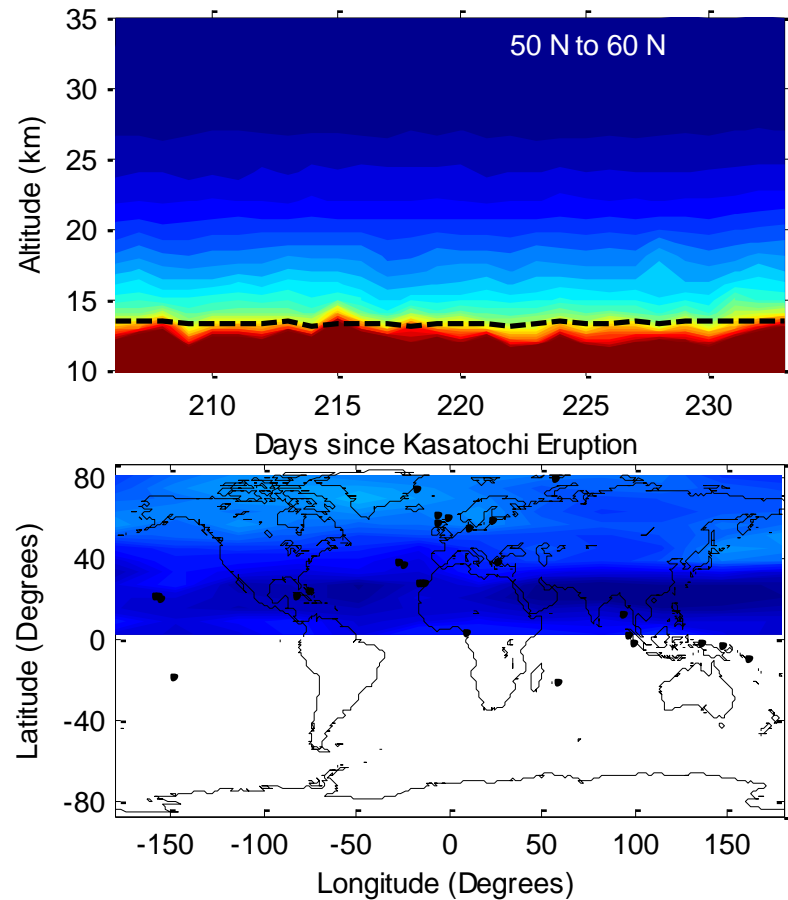 35
30
25
20
15
10
Altitude (km)
50 N to 60 N
210 215 220 225 230
Days since Kasatochi Eruption
80
40
0
-40
-80
Latitude (Degrees)
-150 -100 -50 0 50 100 150
Longitude (Degrees)